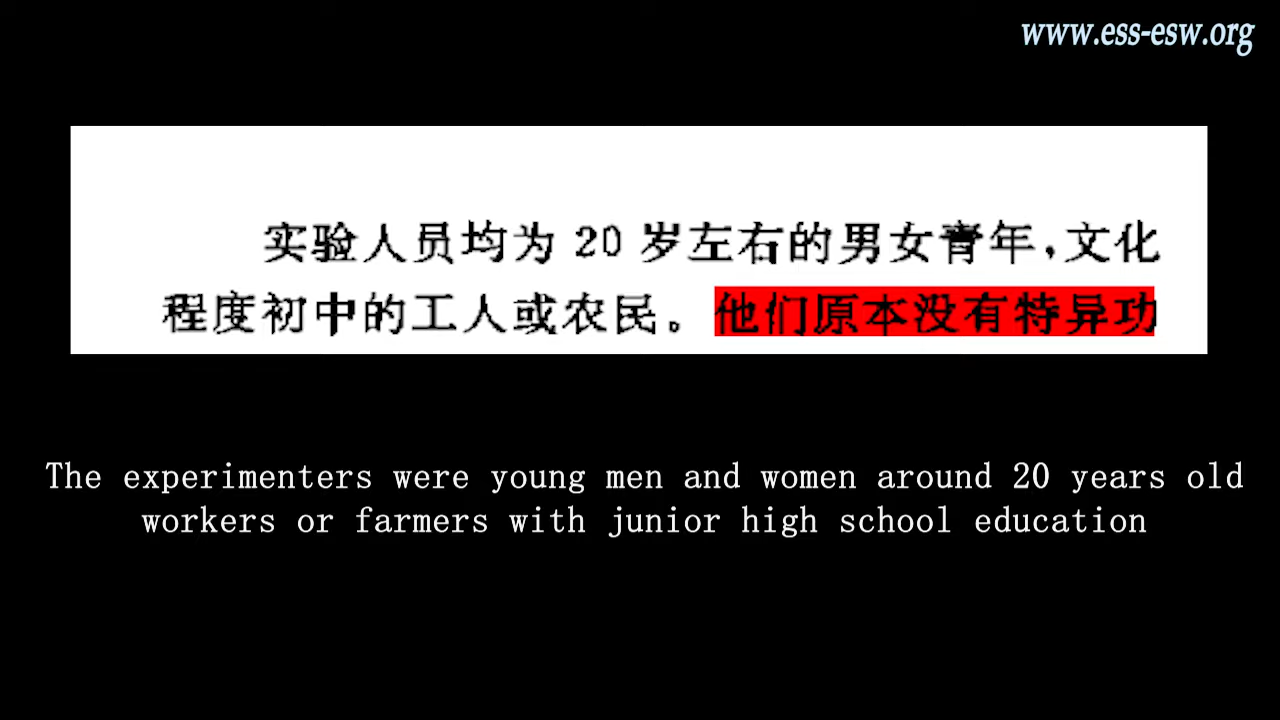 www.ess-esw.org
实验人员均为 20 岁左右的男女青年,文化
程度初中的工人或农民。他们原本没有特异功
The experimenters were young men and women around 20 years old
workers or farmers with junior high school education